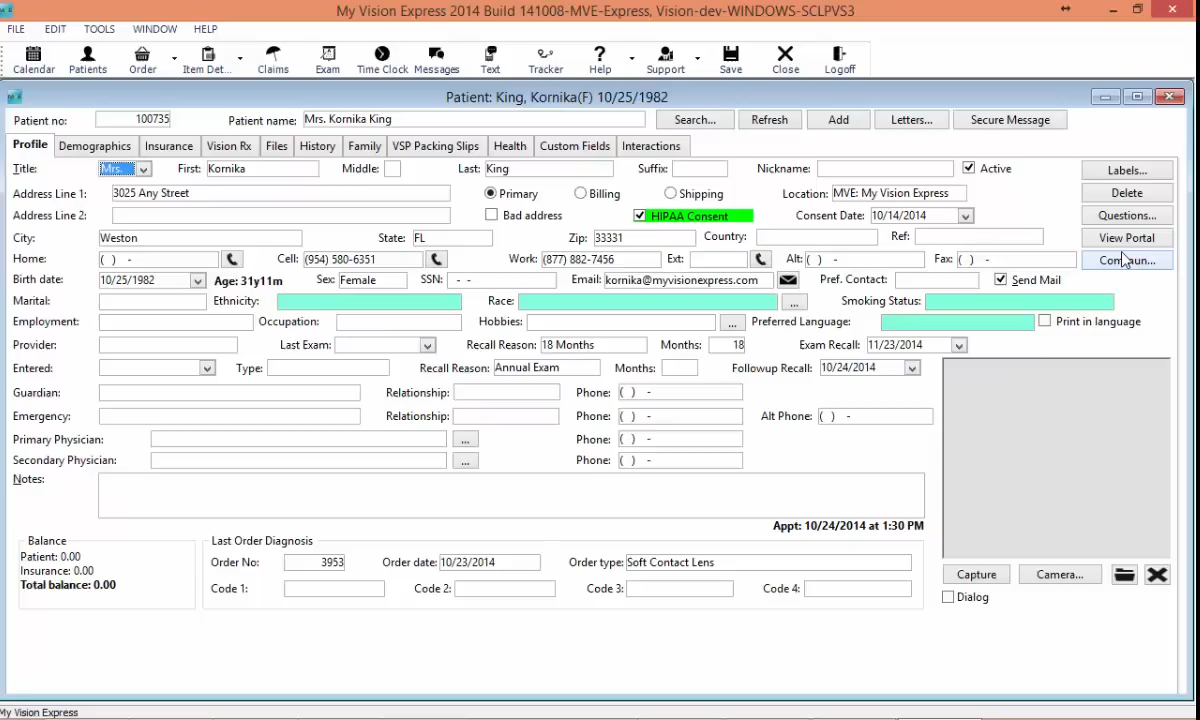 My Vision Express 2014 Build 141008-MVE-Express, Vision-dev-WINDOWS-SCLPVS3
FILE EDIT TOOLS WINDOW HELP
Calendar Patients Order Item Det... Claims Exam Time Clock Messages Text Tracker Help Support Save Close Logoff
Patient: King, Kornika(F) 10/25/1982
Patient no: 100735 Patient name: Mrs. Kornika King Search... Refresh Add Letters... Secure Message
Profile Demographics Insurance Vision Rx Files History Family VSP Packing Slips Health Custom Fields Interactions
Title: Mrs. First: Kornika Middle: Last: King Suffix: Nickname: Active Labels...
Address Line 1: 3025 Any Street Primary Billing Shipping Location: MVE: My Vision Express Delete
Address Line 2: Bad address HIPAA Consent Consent Date: 10/14/2014 Questions...
City: Weston State: FL Zip: 33331 Country: Ref: View Portal
Home: ( ) - Cell: (954) 580-6351 Work: (877) 882-7456 Ext: Alt: ( ) - Fax: ( ) - Commun...
Birth date: 10/25/1982 Age: 31y11m Sex: Female SSN: - - Email: kornika@myvisionexpress.com Pref. Contact: Send Mail
Marital: Ethnicity: Race: ... Smoking Status:
Employment: Occupation: Hobbies: ... Preferred Language: Print in language
Provider: Last Exam: Recall Reason: 18 Months Months: 18 Exam Recall: 11/23/2014
Entered: Type: Recall Reason: Annual Exam Months: Followup Recall: 10/24/2014
Guardian: Relationship: Phone: ( ) -
Emergency: Relationship: Phone: ( ) - Alt Phone: ( ) -
Primary Physician: ... Phone: ( ) -
Secondary Physician: ... Phone: ( ) -
Notes:
Appt: 10/24/2014 at 1:30 PM
Balance Last Order Diagnosis
Patient: 0.00 Order No: 3953 Order date: 10/23/2014 Order type: Soft Contact Lens
Insurance: 0.00 Capture Camera...
Total balance: 0.00 Code 1: Code 2: Code 3: Code 4: Dialog
My Vision Express